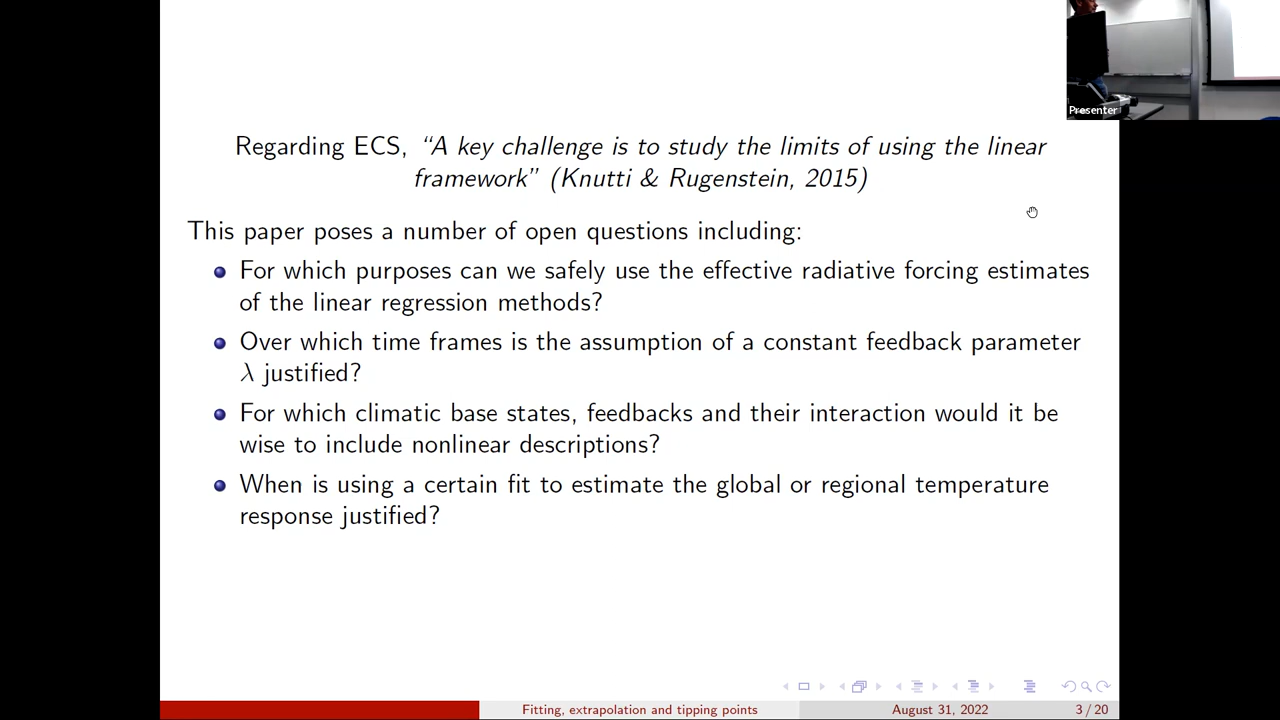 Presenter
Regarding ECS, “A key challenge is to study the limits of using the linear
framework” (Knutti & Rugenstein, 2015)
This paper poses a number of open questions including:
For which purposes can we safely use the effective radiative forcing estimates
of the linear regression methods?
Over which time frames is the assumption of a constant feedback parameter
λ justified?
For which climatic base states, feedbacks and their interaction would it be
wise to include nonlinear descriptions?
When is using a certain fit to estimate the global or regional temperature
response justified?
Fitting, extrapolation and tipping points August 31, 2022 3 / 20